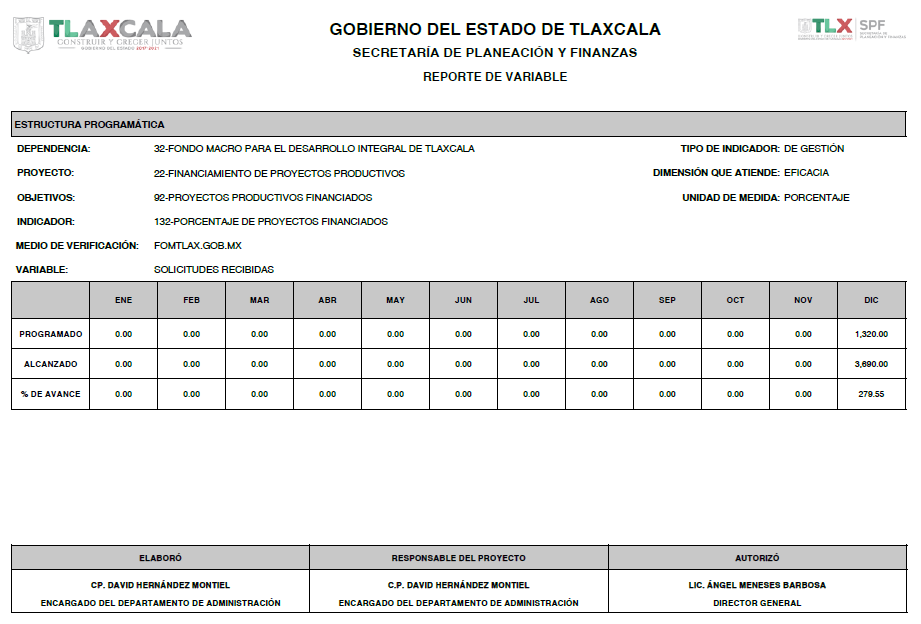 TLAXCALA
CONSTRUIR Y CRECER JUNTOS
GOBIERNO DEL ESTADO 2017-2021
GOBIERNO DEL ESTADO DE TLAXCALA
SECRETARÍA DE PLANEACIÓN Y FINANZAS
REPORTE DE VARIABLE
TLX SPF
ESTRUCTURA PROGRAMÁTICA
DEPENDENCIA: 32-FONDO MACRO PARA EL DESARROLLO INTEGRAL DE TLAXCALA TIPO DE INDICADOR: DE GESTIÓN
PROYECTO: 22-FINANCIAMIENTO DE PROYECTOS PRODUCTIVOS DIMENSIÓN QUE ATIENDE: EFICACIA
OBJETIVOS: 92-PROYECTOS PRODUCTIVOS FINANCIADOS UNIDAD DE MEDIDA: PORCENTAJE
INDICADOR: 132-PORCENTAJE DE PROYECTOS FINANCIADOS
MEDIO DE VERIFICACIÓN: FOMTLAX.GOB.MX
VARIABLE: SOLICITUDES RECIBIDAS
ENE FEB MAR ABR MAY JUN JUL AGO SEP OCT NOV DIC
PROGRAMADO 0.00 0.00 0.00 0.00 0.00 0.00 0.00 0.00 0.00 0.00 0.00 1,320.00
ALCANZADO 0.00 0.00 0.00 0.00 0.00 0.00 0.00 0.00 0.00 0.00 0.00 3,690.00
% DE AVANCE 0.00 0.00 0.00 0.00 0.00 0.00 0.00 0.00 0.00 0.00 0.00 279.55
ELABORÓ RESPONSABLE DEL PROYECTO AUTORIZÓ
CP. DAVID HERNÁNDEZ MONTIEL C.P. DAVID HERNÁNDEZ MONTIEL LIC. ÁNGEL MENESES BARBOSA
ENCARGADO DEL DEPARTAMENTO DE ADMINISTRACIÓN ENCARGADO DEL DEPARTAMENTO DE ADMINISTRACIÓN DIRECTOR GENERAL